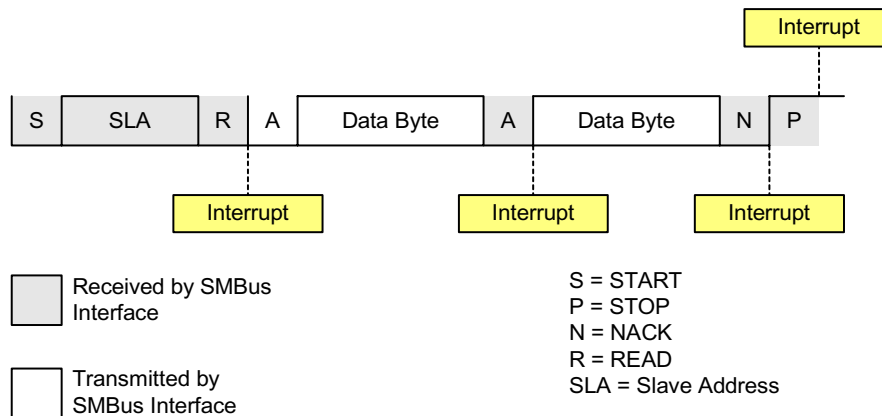 Interrupt
S SLA R A Data Byte A Data Byte N P
Interrupt Interrupt Interrupt
Received by SMBus
Interface
Transmitted by
SMBus Interface
S = START
P = STOP
N = NACK
R = READ
SLA = Slave Address